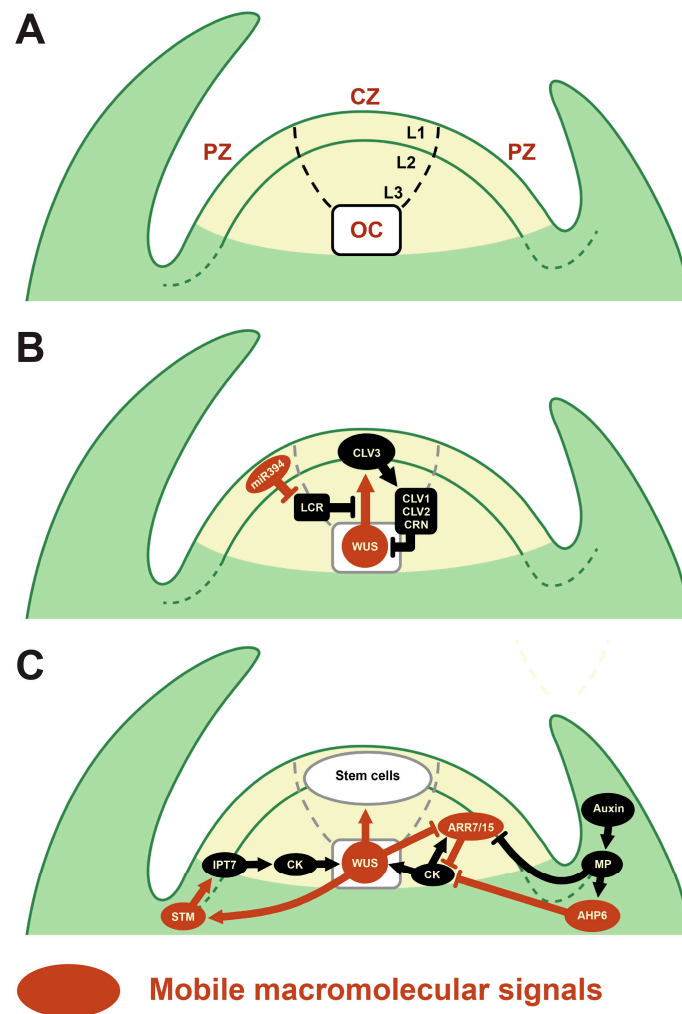 A
CZ
PZ
L1
PZ
L2
L3
OC
B
miR394
CLV3
LCR
CLV1
CLV2
CRN
WUS
C
Stem cells
Auxin
ARR7/15
IPT7
CK
WUS
CK
MP
STM
AHP6
Mobile macromolecular signals